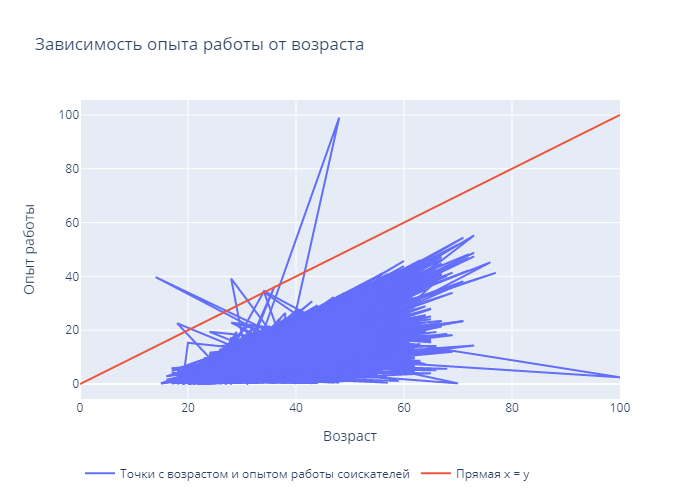 Зависимость опыта работы от возраста
100
80
60
40
20
0
Опыт работы
0 20 40 60 80 100
Возраст
Точки с возрастом и опытом работы соискателей Прямая x = y